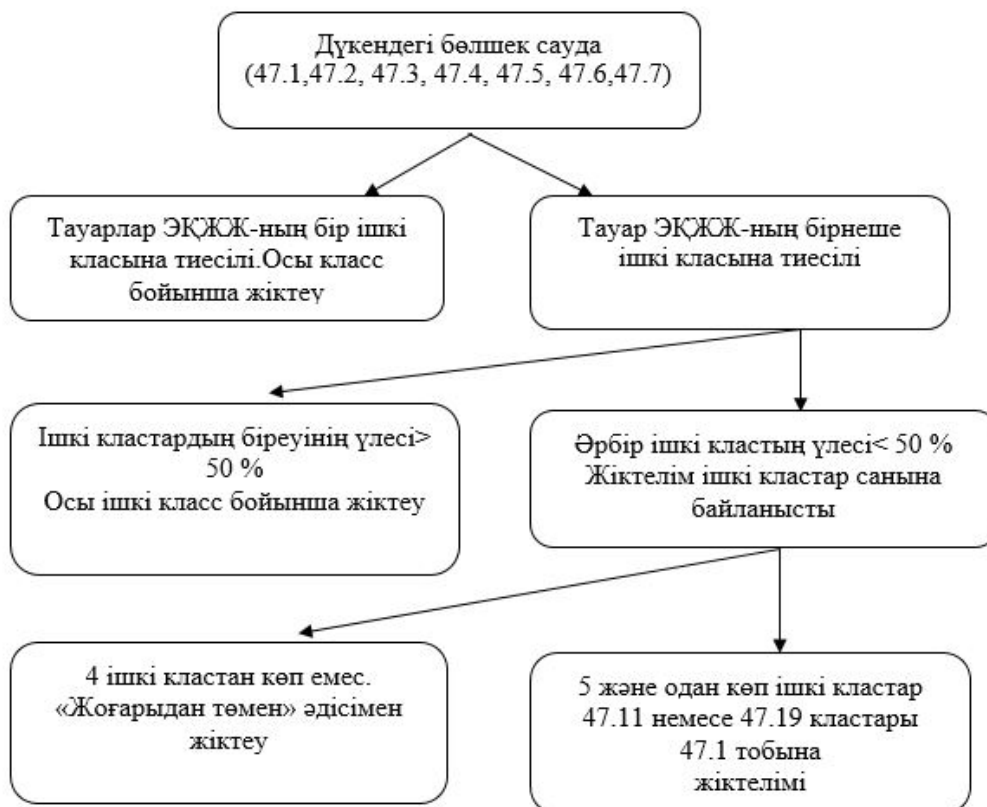 Дүкендегі бөлшек сауда
(47.1,47.2, 47.3, 47.4, 47.5, 47.6,47.7)
Тауарлар ЭҚЖЖ-ның бір ішкі
класына тиесілі.Осы класс
бойынша жіктеу
Тауар ЭҚЖЖ-ның бірнеше
ішкі класына тиесілі
Ішкі кластардың біреуінің үлесі>
50 %
Осы ішкі класс бойынша жіктеу
Әрбір ішкі кластың үлесі< 50 %
Жіктелім ішкі кластар санына
байланысты
4 ішкі кластан көп емес.
«Жоғарыдан төмен» әдісімен
жіктеу
5 және одан көп ішкі кластар
47.11 немесе 47.19 кластары
47.1 тобына
жіктелімі